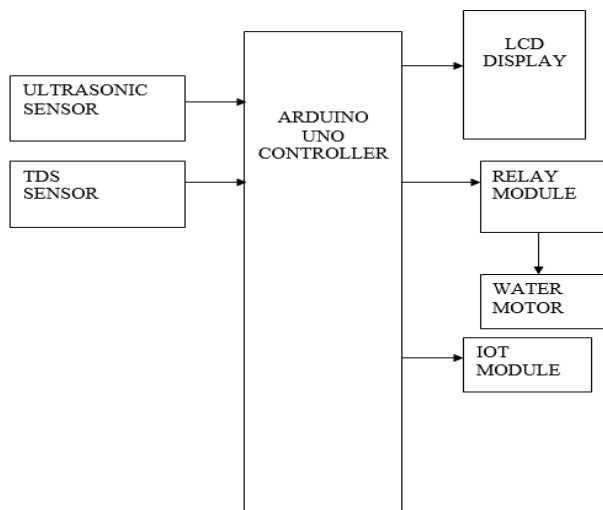 ULTRASONIC
SENSOR
TDS
SENSOR
ARDUINO
UNO
CONTROLLER
LCD
DISPLAY
RELAY
MODULE
WATER
MOTOR
IOT
MODULE